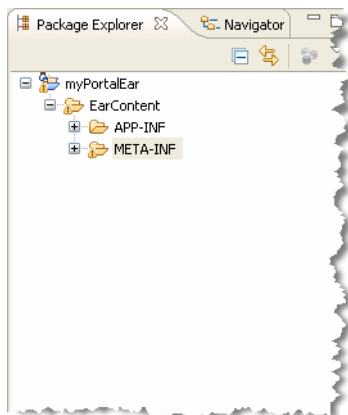 Package Explorer Navigator
myPortalEar
EarContent
APP-INF
META-INF